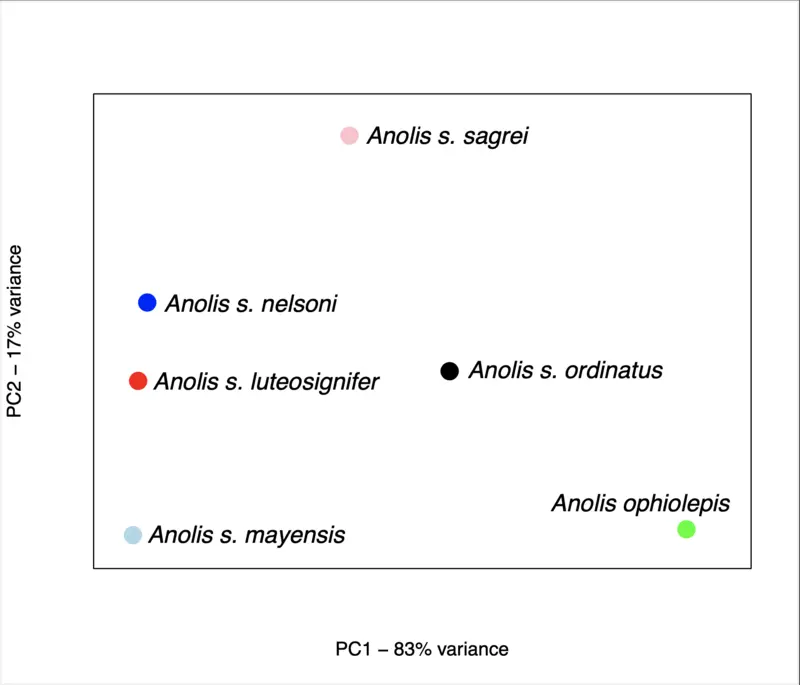 Anolis s. sagrei
Anolis s. nelsoni
Anolis s. luteosignifer
Anolis s. ordinatus
Anolis ophiolepis
Anolis s. mayensis
PC2 – 17% variance
PC1 – 83% variance